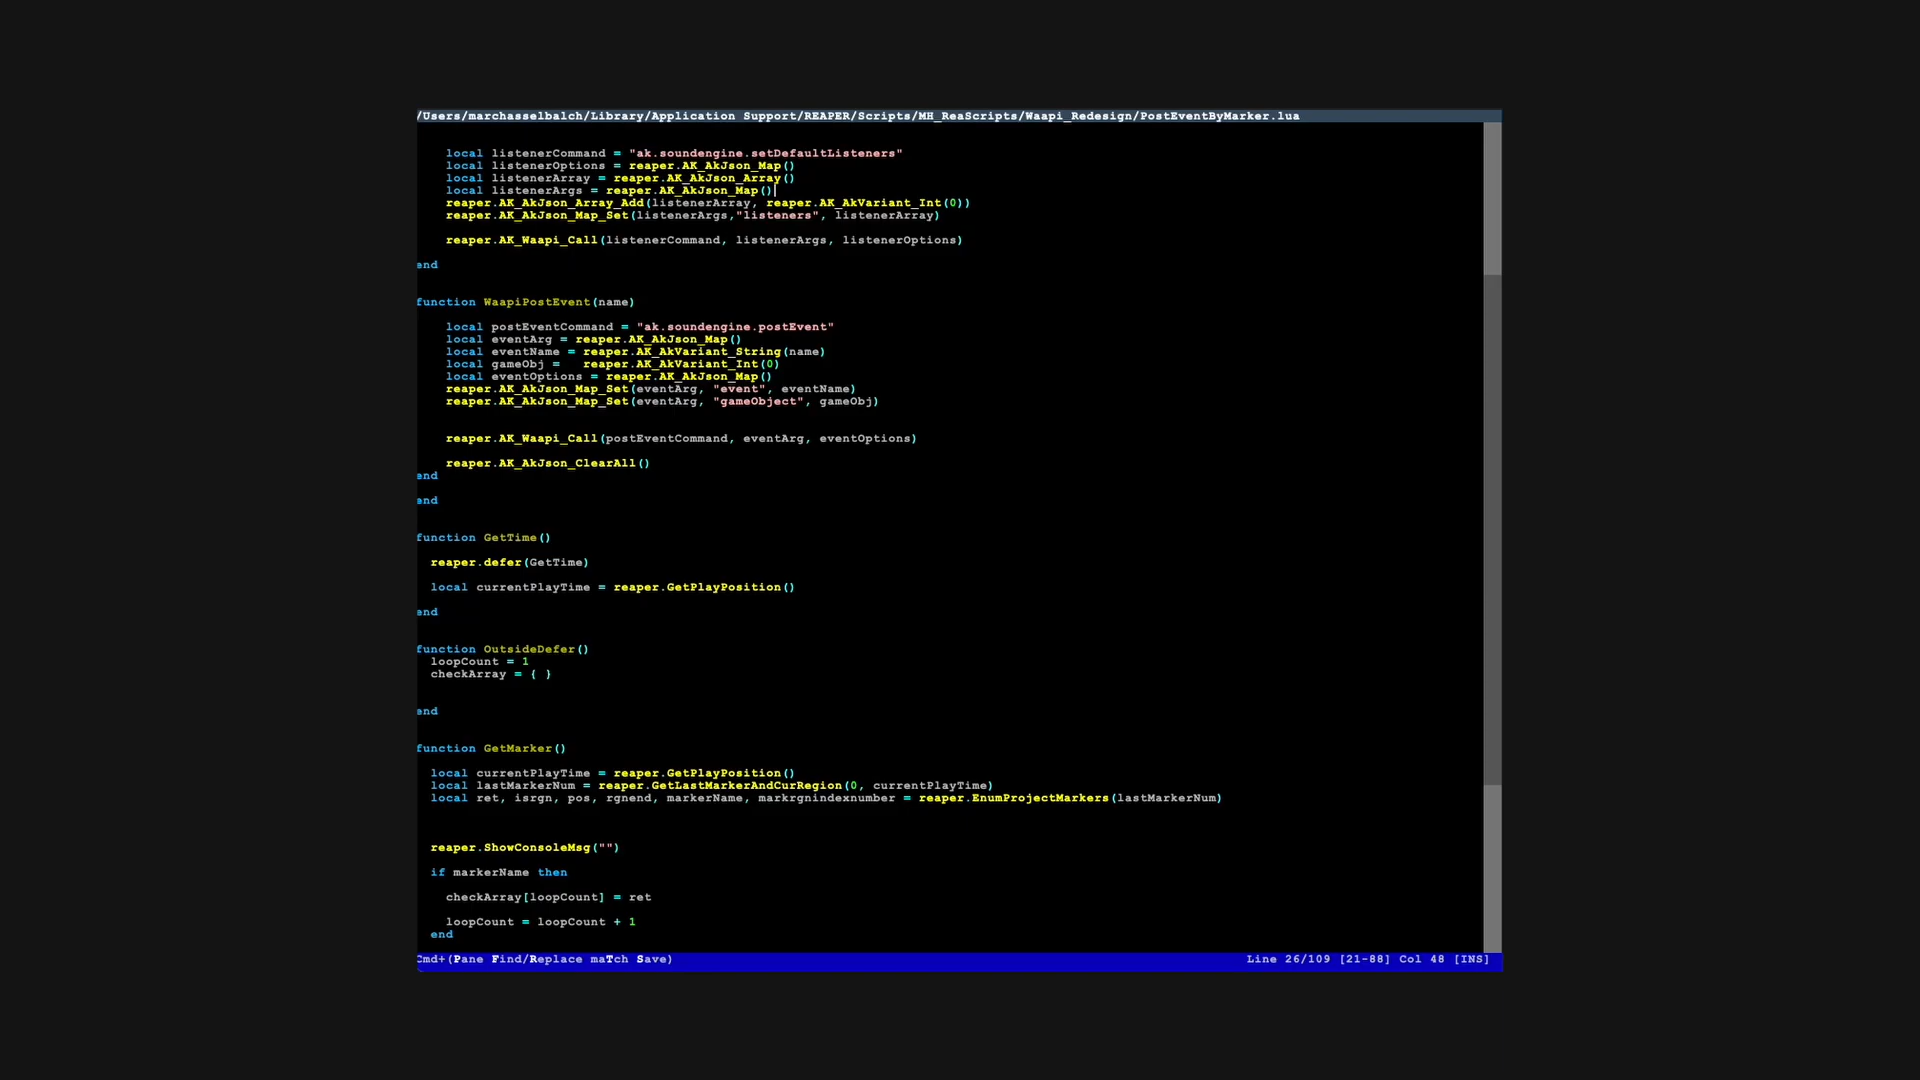 /Users/marchasselbalch/Library/Application Support/REAPER/Scripts/MH_ReaScripts/Waapi_Redesign/PostEventByMarker.lua
local listenerCommand = "ak.soundengine.setDefaultListeners"
local listenerOptions = reaper.AK_AkJson_Map()
local listenerArray = reaper.AK_AkJson_Array()
local listenerArgs = reaper.AK_AkJson_Map()
reaper.AK_AkJson_Array_Add(listenerArray, reaper.AK_AkVariant_Int(0))
reaper.AK_AkJson_Map_Set(listenerArgs,"listeners", listenerArray)
reaper.AK_Waapi_Call(listenerCommand, listenerArgs, listenerOptions)
end
function WaapiPostEvent(name)
local postEventCommand = "ak.soundengine.postEvent"
local eventArg = reaper.AK_AkJson_Map()
local eventName = reaper.AK_AkVariant_String(name)
local gameObj =   reaper.AK_AkVariant_Int(0)
local eventOptions = reaper.AK_AkJson_Map()
reaper.AK_AkJson_Map_Set(eventArg, "event", eventName)
reaper.AK_AkJson_Map_Set(eventArg, "gameObject", gameObj)
reaper.AK_Waapi_Call(postEventCommand, eventArg, eventOptions)
reaper.AK_AkJson_ClearAll()
end
end
function GetTime()
reaper.defer(GetTime)
local currentPlayTime = reaper.GetPlayPosition()
end
function OutsideDefer()
loopCount = 1
checkArray = { }
end
function GetMarker()
local currentPlayTime = reaper.GetPlayPosition()
local lastMarkerNum = reaper.GetLastMarkerAndCurRegion(0, currentPlayTime)
local ret, isrgn, pos, rgnend, markerName, markrgnindexnumber = reaper.EnumProjectMarkers(lastMarkerNum)
reaper.ShowConsoleMsg("")
if markerName then
checkArray[loopCount] = ret
loopCount = loopCount + 1
end
Cmd+(Pane Find/Replace maTch Save) Line 26/109 [21-88] Col 48 [INS]